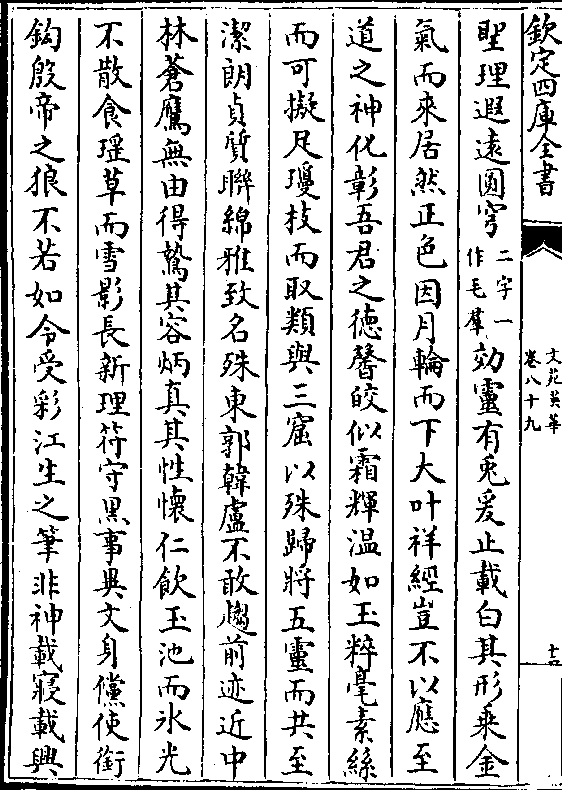 欽定四庫全書
文苑英華
卷八十九
十四
聖理遐遠圓穹二字一作毛羣効靈有兎爰止載白其形乘金
氣而來居然正色因月輪而下大叶祥經豈不以應至
道之神化彰吾君之德馨皎似霜輝温如玉粹毫素絲
而可擬足瓊枝而取類與三窟以殊歸將五靈而共至
潔朗貞質聯綿雅致名殊東郭韓盧不敢前迹近中
林蒼鷹無由得鷙其容炳真其性懷仁飲玉池而氷光
不散食瑶草而雪影長新理符守黒事異文身儻使銜
鈎殷帝之狼不若如令受彩江生之筆非神載寢載興